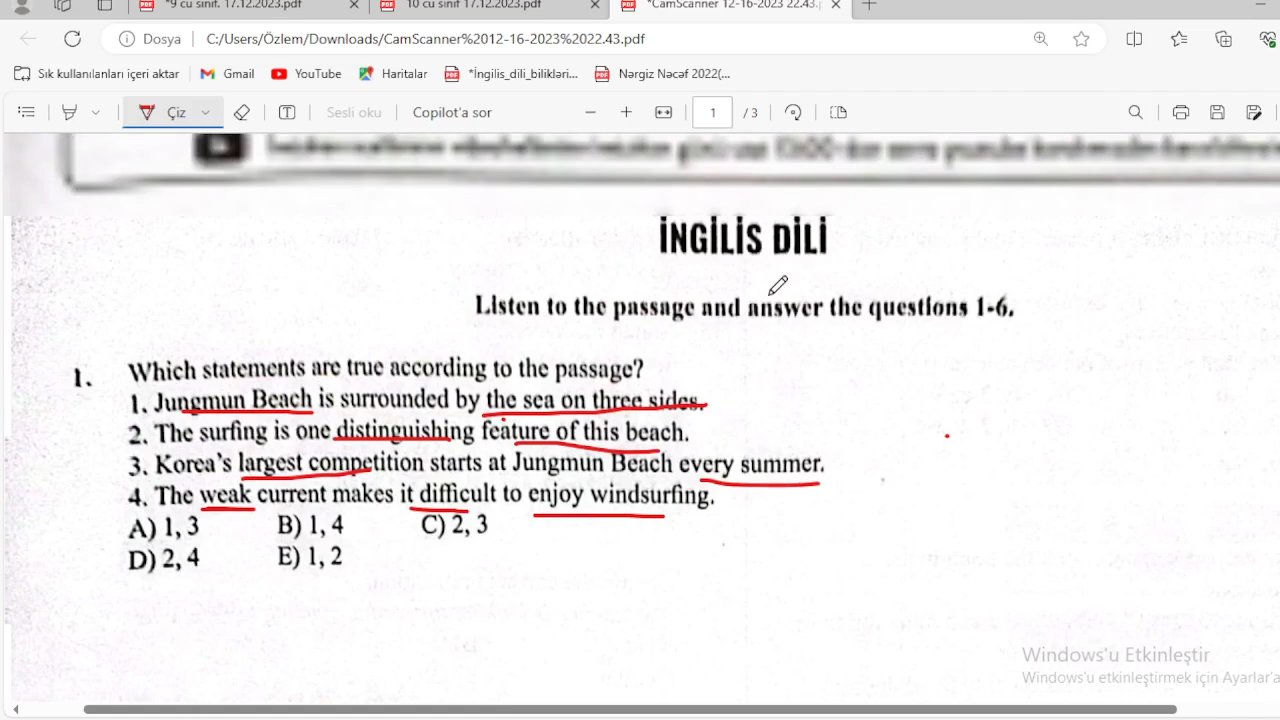 *9 cu sinif. 17.12.2023.pdf
10 cu sinif 17.12.2023.pdf
*CamScanner 12-16-2023 22.43.p
Dosya C:/Users/Özlem/Downloads/CamScanner%2012-16-2023%2022.43.pdf
Sık kullanılanları içeri aktar Gmail YouTube Haritalar *İngilis_dili_bilikləri... Nərgiz Nəcəf 2022(...
Çiz Sesli oku Copilot'a sor 1 /3
İNGİLİS DİLİ
Listen to the passage and answer the questions 1-6.
1. Which statements are true according to the passage?
1. Jungmun Beach is surrounded by the sea on three sides.
2. The surfing is one distinguishing feature of this beach.
3. Korea's largest competition starts at Jungmun Beach every summer.
4. The weak current makes it difficult to enjoy windsurfing.
A) 1, 3 B) 1, 4 C) 2, 3
D) 2, 4 E) 1, 2
Windows'u Etkinleştir
Windows'u etkinleştirmek için Ayarlar'a